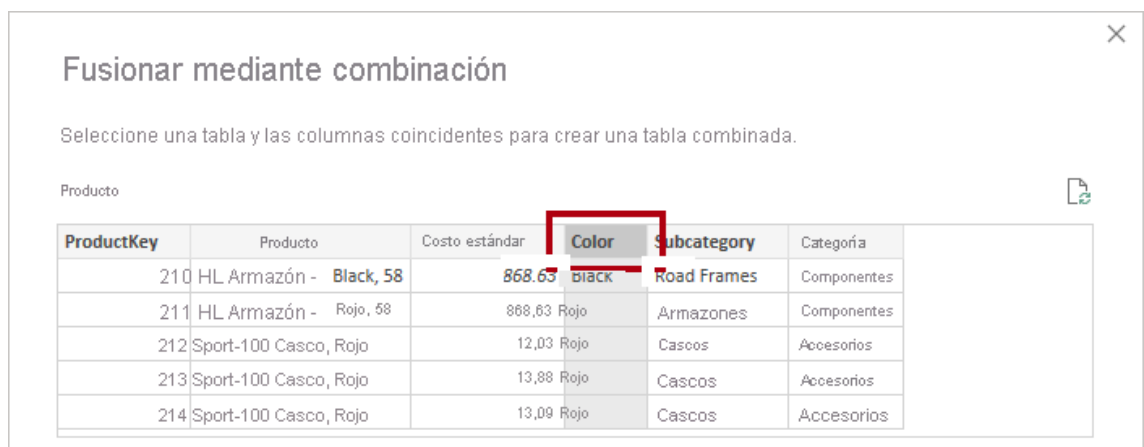 Fusionar mediante combinación
Seleccione una tabla y las columnas coincidentes para crear una tabla combinada.
Producto
ProductKey Producto Costo estándar Color Subcategory Categoría
210 HL Armazón - Black, 58 868.63 Black Road Frames Componentes
211 HL Armazón - Rojo, 58 868,63 Rojo Armazones Componentes
212 Sport-100 Casco, Rojo 12,03 Rojo Cascos Accesorios
213 Sport-100 Casco, Rojo 13,88 Rojo Cascos Accesorios
214 Sport-100 Casco, Rojo 13,09 Rojo Cascos Accesorios